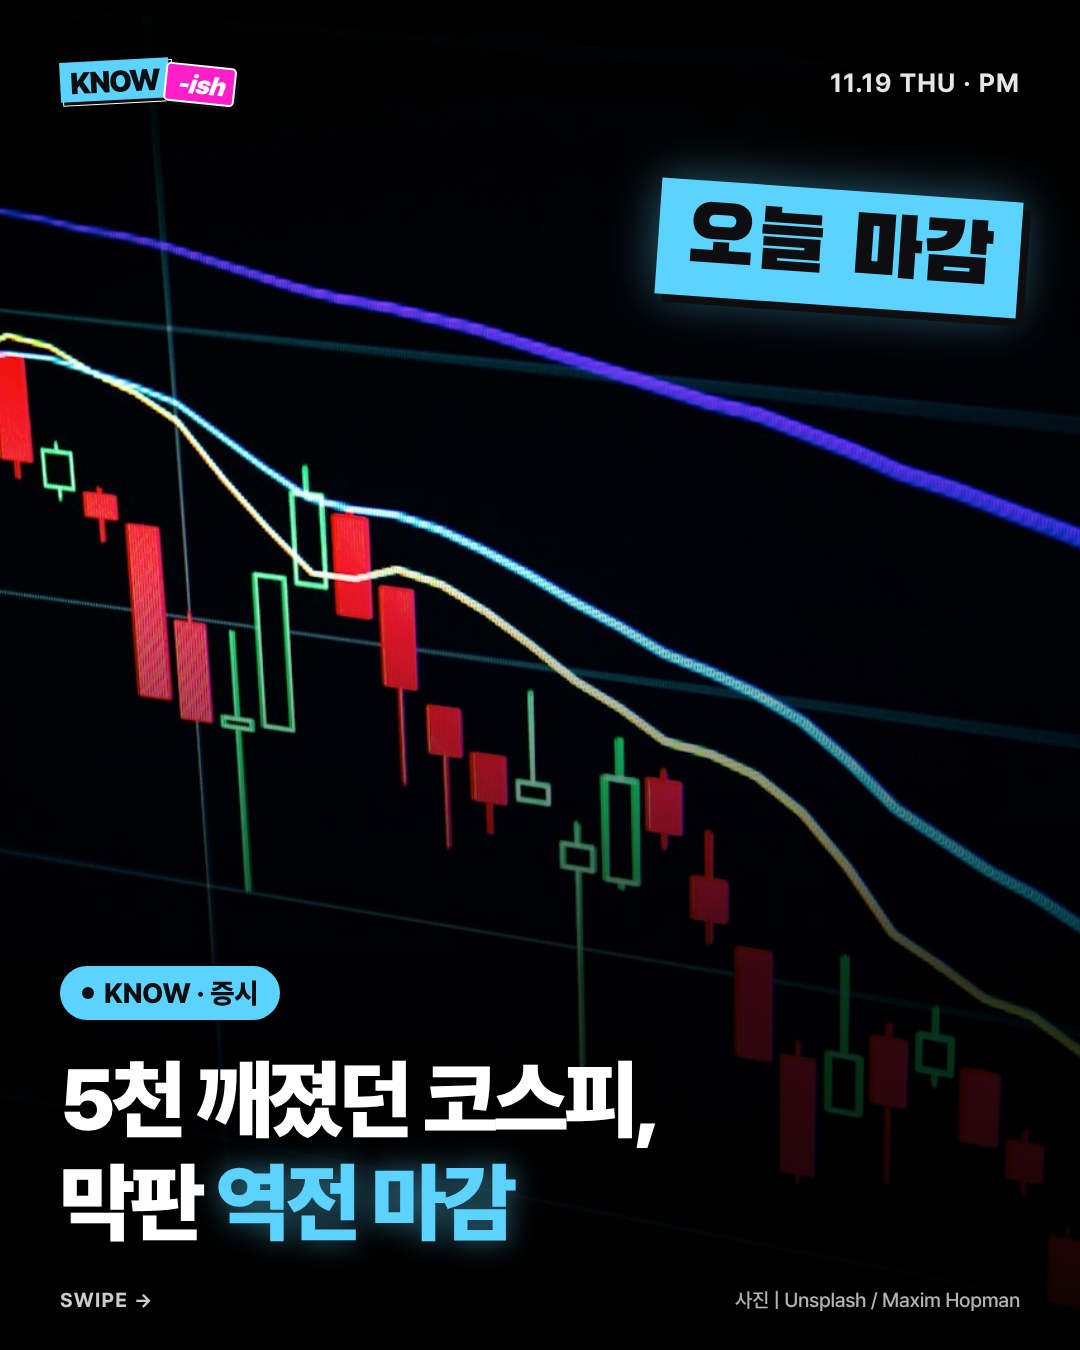 KNOW -ish
11.19 THU · PM
오늘 마감
• KNOW · 증시
5천 깨졌던 코스피,
막판 역전 마감
SWIPE →
사진 | Unsplash / Maxim Hopman